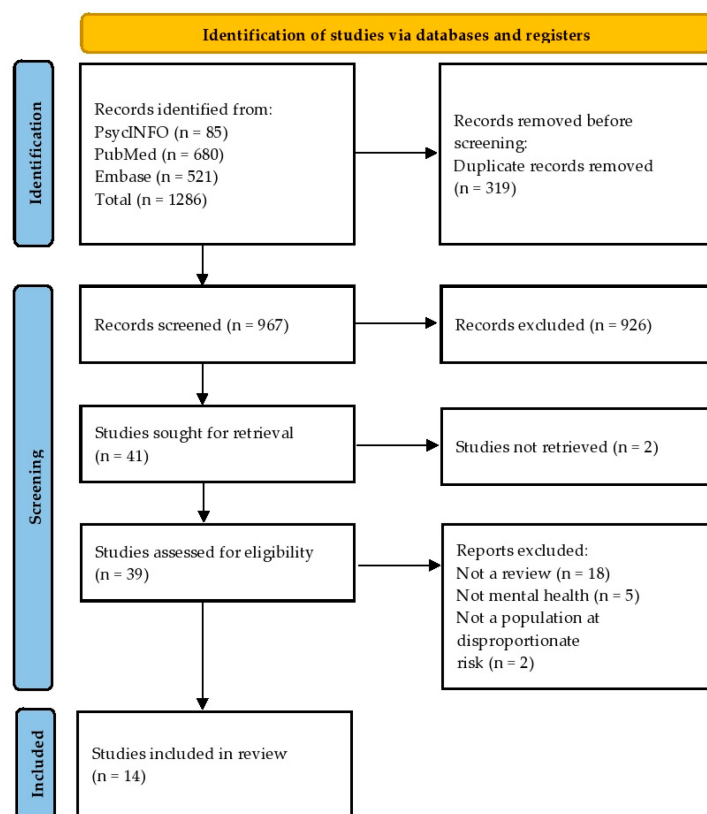 Identification of studies via databases and registers
Identification
Records identified from:
PsycINFO (n = 85)
PubMed (n = 680)
Embase (n = 521)
Total (n = 1286)
Records removed before
screening:
Duplicate records removed
(n = 319)
Screening
Records screened (n = 967)
Records excluded (n = 926)
Studies sought for retrieval
(n = 41)
Studies not retrieved (n = 2)
Studies assessed for eligibility
(n = 39)
Reports excluded:
Not a review (n = 18)
Not mental health (n = 5)
Not a population at
disproportionate
risk (n = 2)
Included
Studies included in review
(n = 14)